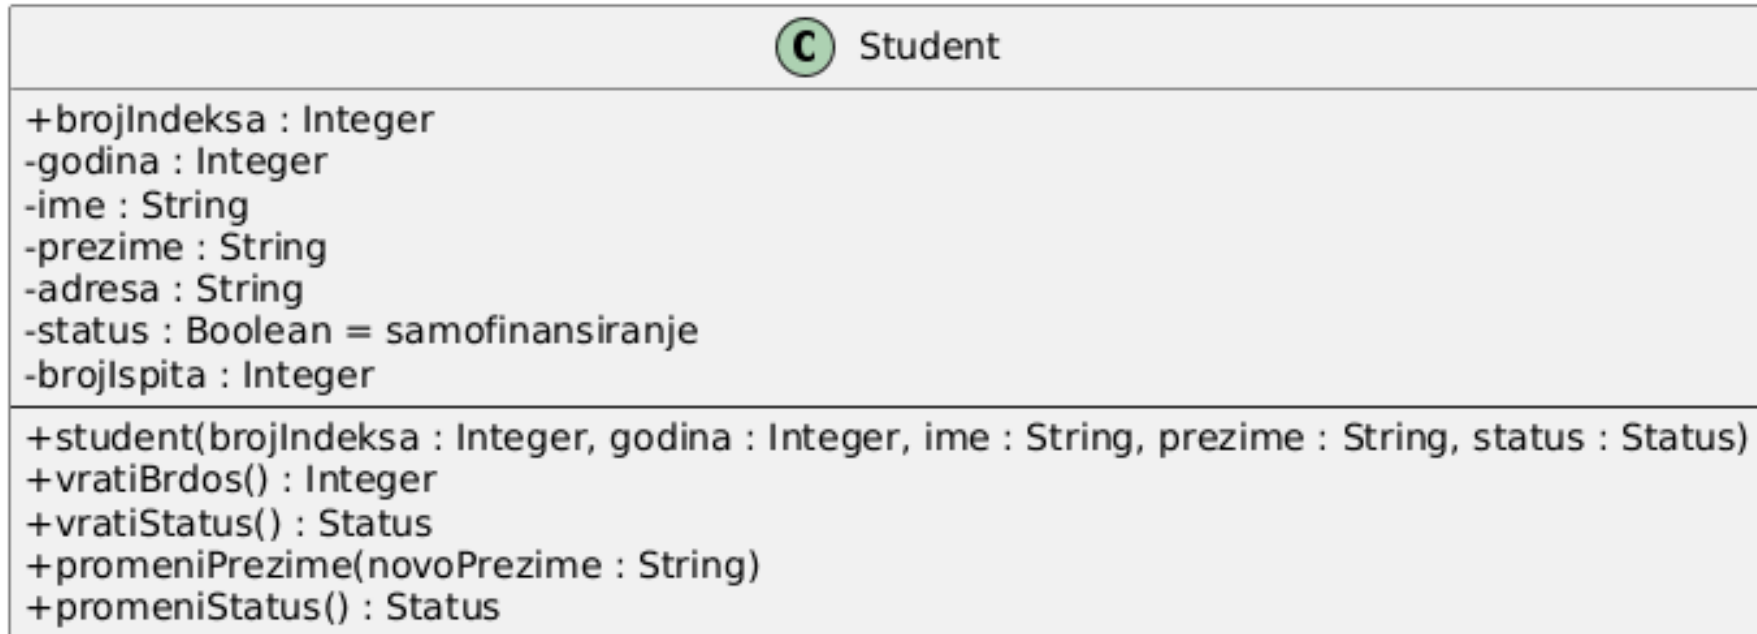 C Student
+brojIndeksa : Integer
-godina : Integer
-ime : String
-prezime : String
-adresa : String
-status : Boolean = samofinansiranje
-brojIspita : Integer
+student(brojIndeksa : Integer, godina : Integer, ime : String, prezime : String, status : Status)
+vratiBrdos() : Integer
+vratiStatus() : Status
+promeniPrezime(novoPrezime : String)
+promeniStatus() : Status